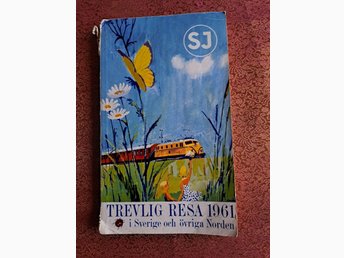 SJ
TREVLIG RESA 1961
i Sverige och övriga Norden